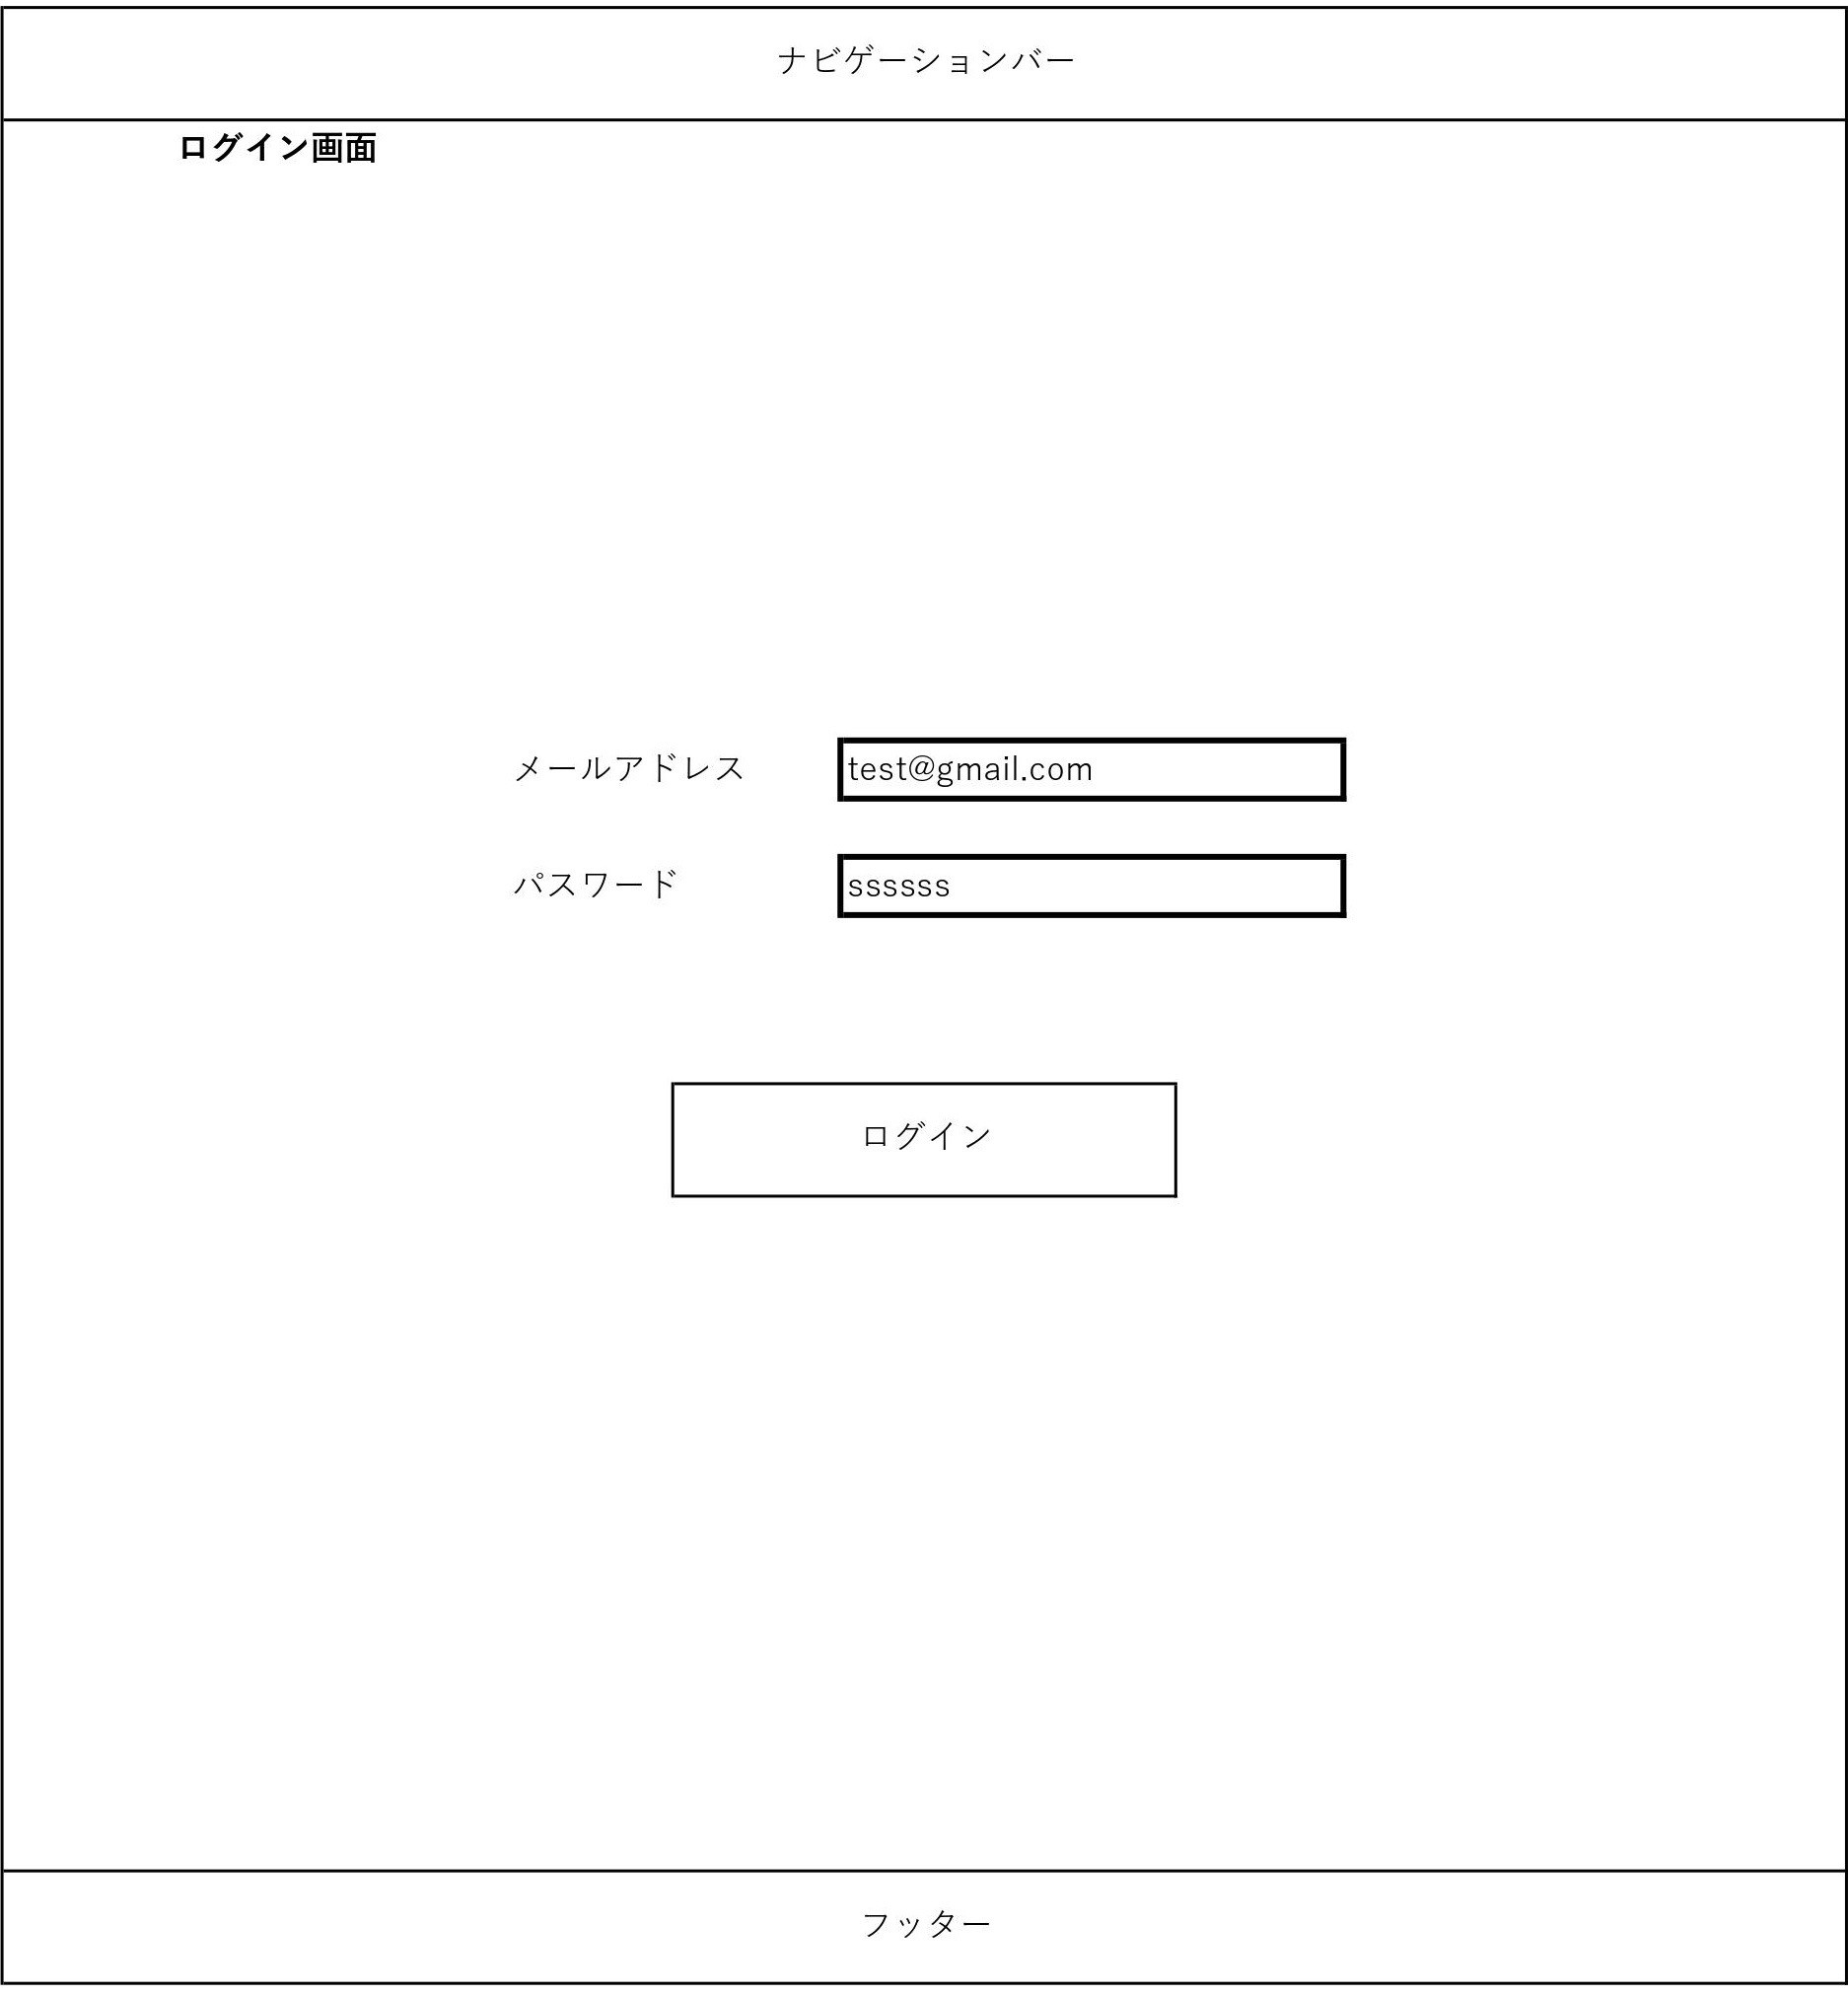 ナビゲーションバー
ログイン画面
メールアドレス test@gmail.com
パスワード ssssss
ログイン
フッター